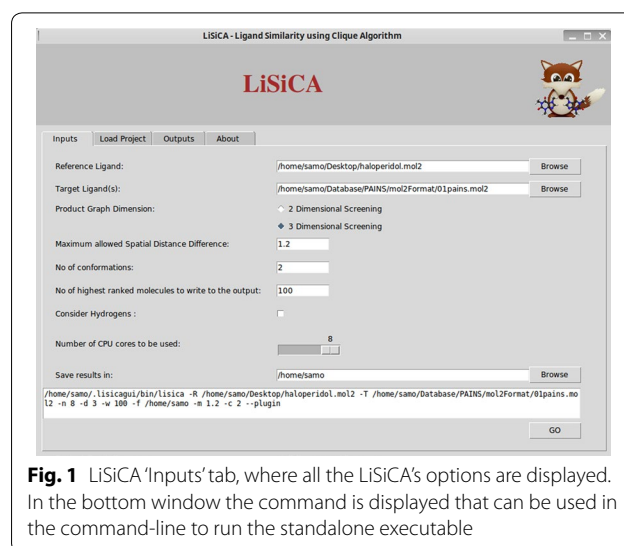 LiSiCA - Ligand Similarity using Clique Algorithm
LiSiCA
Inputs Load Project Outputs About
Reference Ligand: /home/samo/Desktop/haloperidol.mol2 Browse
Target Ligand(s): /home/samo/Database/PAINS/mol2Format/01pains.mol2 Browse
Product Graph Dimension: 2 Dimensional Screening
3 Dimensional Screening
Maximum allowed Spatial Distance Difference: 1.2
No of conformations: 2
No of highest ranked molecules to write to the output: 100
Consider Hydrogens :
8
Number of CPU cores to be used:
Save results in: /home/samo Browse
/home/samo/.lisicagui/bin/lisica -R /home/samo/Desktop/haloperidol.mol2 -T /home/samo/Database/PAINS/mol2Format/01pains.mo
l2 -n 8 -d 3 -w 100 -f /home/samo -m 1.2 -c 2 --plugin
GO
Fig. 1 LiSiCA 'Inputs' tab, where all the LiSiCA's options are displayed.
In the bottom window the command is displayed that can be used in
the command-line to run the standalone executable